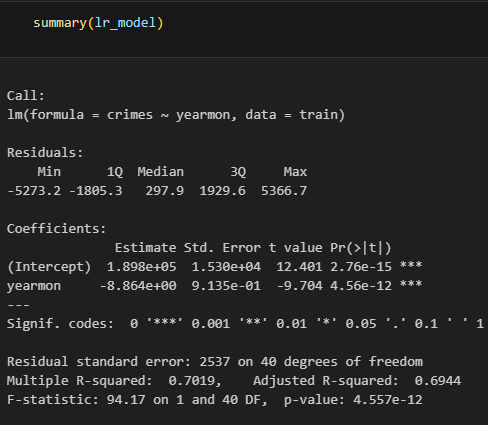 summary(lr_model)
Call:
lm(formula = crimes ~ yearmon, data = train)
Residuals:
    Min      1Q  Median      3Q     Max
-5273.2 -1805.3   297.9  1929.6  5366.7
Coefficients:
              Estimate Std. Error t value Pr(>|t|)
(Intercept)  1.898e+05  1.530e+04  12.401 2.76e-15 ***
yearmon     -8.864e+00  9.135e-01  -9.704 4.56e-12 ***
---
Signif. codes:  0 '***' 0.001 '**' 0.01 '*' 0.05 '.' 0.1 ' ' 1
Residual standard error: 2537 on 40 degrees of freedom
Multiple R-squared:  0.7019,    Adjusted R-squared:  0.6944
F-statistic: 94.17 on 1 and 40 DF,  p-value: 4.557e-12